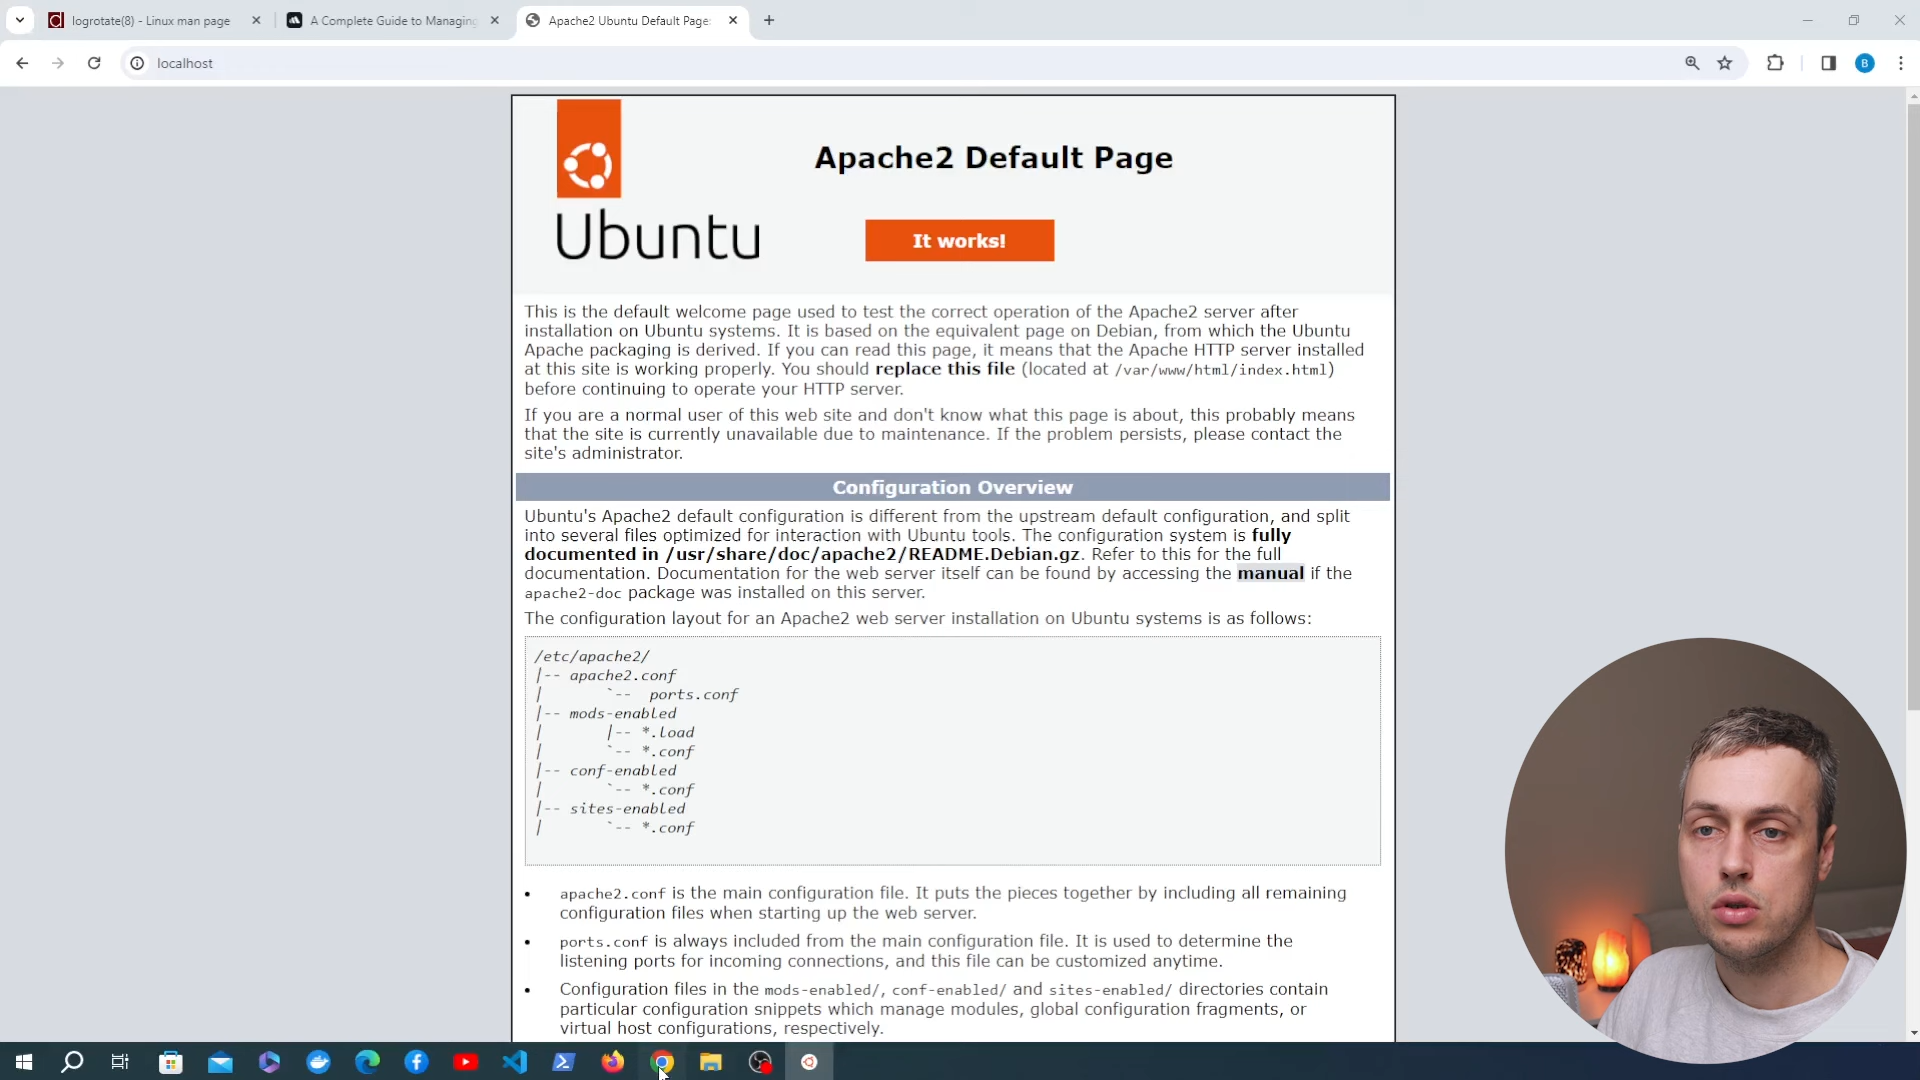 logrotate(8) - Linux man page
A Complete Guide to Managing
Apache2 Ubuntu Default Page:
localhost
B
Apache2 Default Page
Ubuntu
It works!
This is the default welcome page used to test the correct operation of the Apache2 server after
installation on Ubuntu systems. It is based on the equivalent page on Debian, from which the Ubuntu
Apache packaging is derived. If you can read this page, it means that the Apache HTTP server installed
at this site is working properly. You should replace this file (located at /var/www/html/index.html)
before continuing to operate your HTTP server.
If you are a normal user of this web site and don't know what this page is about, this probably means
that the site is currently unavailable due to maintenance. If the problem persists, please contact the
site's administrator.
Configuration Overview
Ubuntu's Apache2 default configuration is different from the upstream default configuration, and split
into several files optimized for interaction with Ubuntu tools. The configuration system is fully
documented in /usr/share/doc/apache2/README.Debian.gz. Refer to this for the full
documentation. Documentation for the web server itself can be found by accessing the manual if the
apache2-doc package was installed on this server.
The configuration layout for an Apache2 web server installation on Ubuntu systems is as follows:
/etc/apache2/
|-- apache2.conf
|       `--  ports.conf
|-- mods-enabled
|       |-- *.load
|       `-- *.conf
|-- conf-enabled
|       `-- *.conf
|-- sites-enabled
|       `-- *.conf
• apache2.conf is the main configuration file. It puts the pieces together by including all remaining
configuration files when starting up the web server.
• ports.conf is always included from the main configuration file. It is used to determine the
listening ports for incoming connections, and this file can be customized anytime.
• Configuration files in the mods-enabled/, conf-enabled/ and sites-enabled/ directories contain
particular configuration snippets which manage modules, global configuration fragments, or
virtual host configurations, respectively.